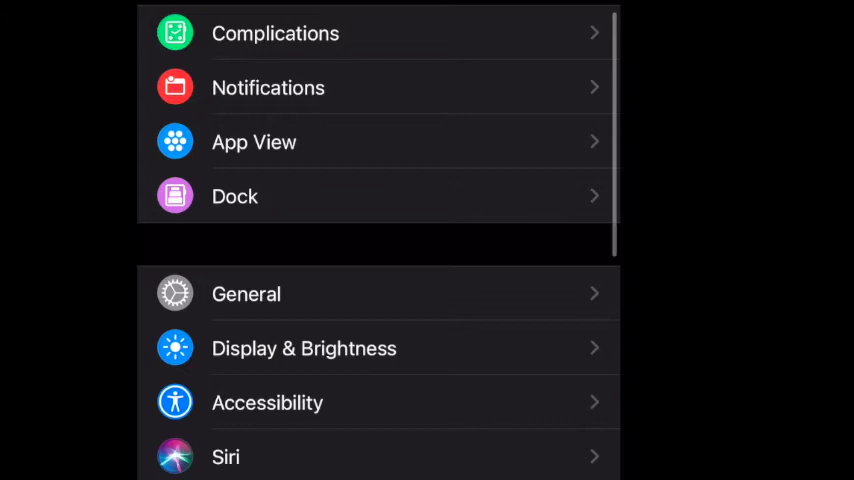 Complications
Notifications
App View
Dock
General
Display & Brightness
Accessibility
Siri